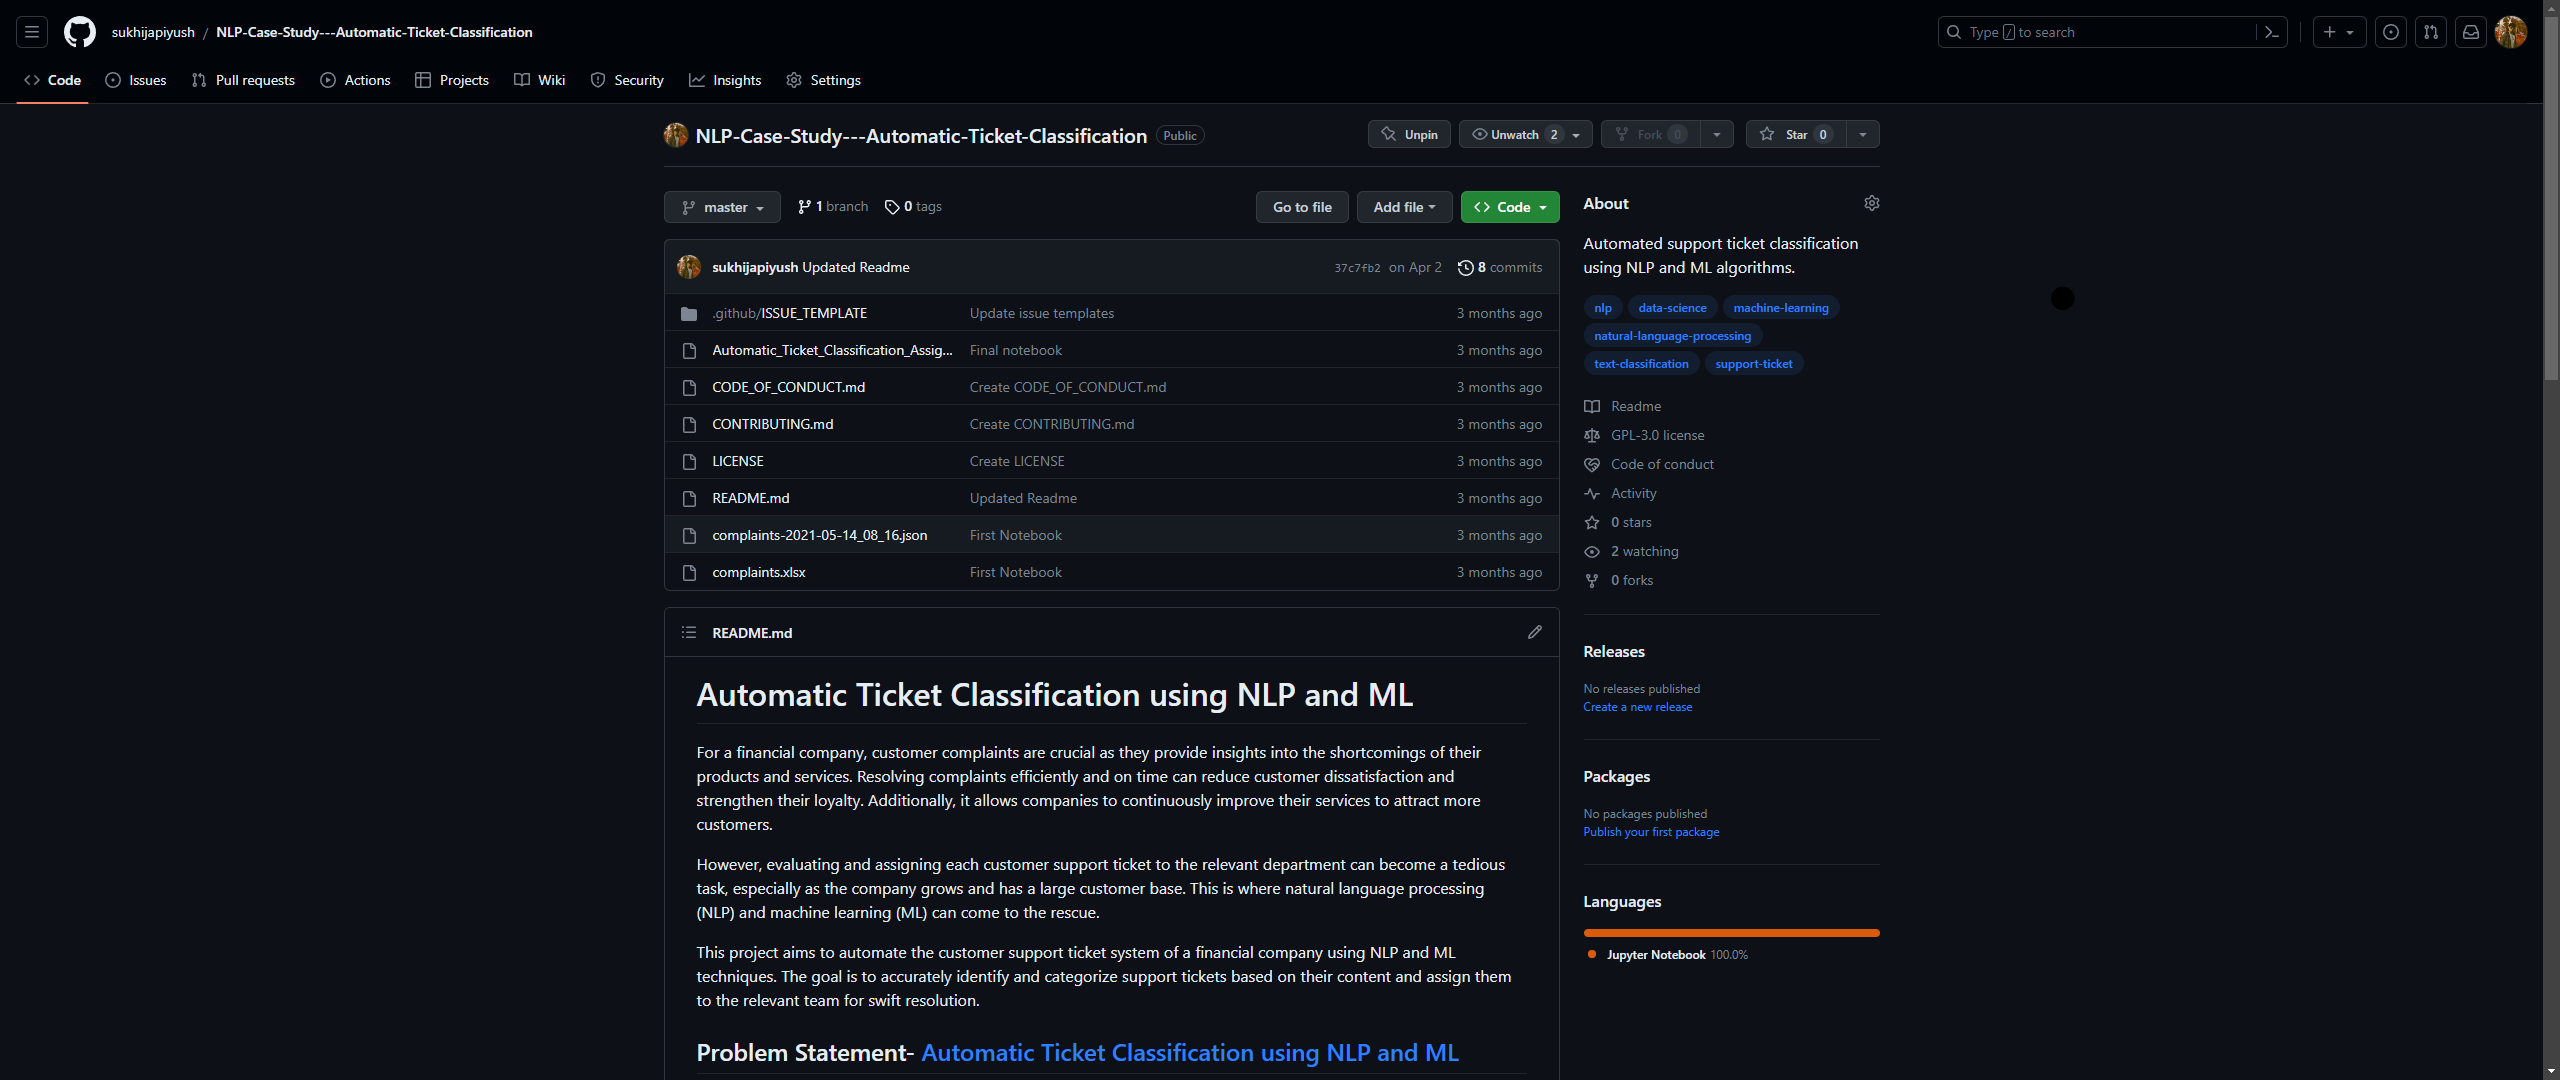 sukhijapiyush / NLP-Case-Study---Automatic-Ticket-Classification
Type / to search
Code
Issues
Pull requests
Actions
Projects
Wiki
Security
Insights
Settings
NLP-Case-Study---Automatic-Ticket-Classification Public
Unpin
Unwatch 2
Fork 0
Star 0
master
1 branch
0 tags
Go to file
Add file
Code
sukhijapiyush Updated Readme
37c7fb2 on Apr 2
8 commits
.github/ISSUE_TEMPLATE Update issue templates 3 months ago
Automatic_Ticket_Classification_Assig... Final notebook 3 months ago
CODE_OF_CONDUCT.md Create CODE_OF_CONDUCT.md 3 months ago
CONTRIBUTING.md Create CONTRIBUTING.md 3 months ago
LICENSE Create LICENSE 3 months ago
README.md Updated Readme 3 months ago
complaints-2021-05-14_08_16.json First Notebook 3 months ago
complaints.xlsx First Notebook 3 months ago
README.md
Automatic Ticket Classification using NLP and ML
For a financial company, customer complaints are crucial as they provide insights into the shortcomings of their
products and services. Resolving complaints efficiently and on time can reduce customer dissatisfaction and
strengthen their loyalty. Additionally, it allows companies to continuously improve their services to attract more
customers.
However, evaluating and assigning each customer support ticket to the relevant department can become a tedious
task, especially as the company grows and has a large customer base. This is where natural language processing
(NLP) and machine learning (ML) can come to the rescue.
This project aims to automate the customer support ticket system of a financial company using NLP and ML
techniques. The goal is to accurately identify and categorize support tickets based on their content and assign them
to the relevant team for swift resolution.
Problem Statement- Automatic Ticket Classification using NLP and ML
About
Automated support ticket classification
using NLP and ML algorithms.
nlp data-science machine-learning
natural-language-processing
text-classification support-ticket
Readme
GPL-3.0 license
Code of conduct
Activity
0 stars
2 watching
0 forks
Releases
No releases published
Create a new release
Packages
No packages published
Publish your first package
Languages
Jupyter Notebook 100.0%